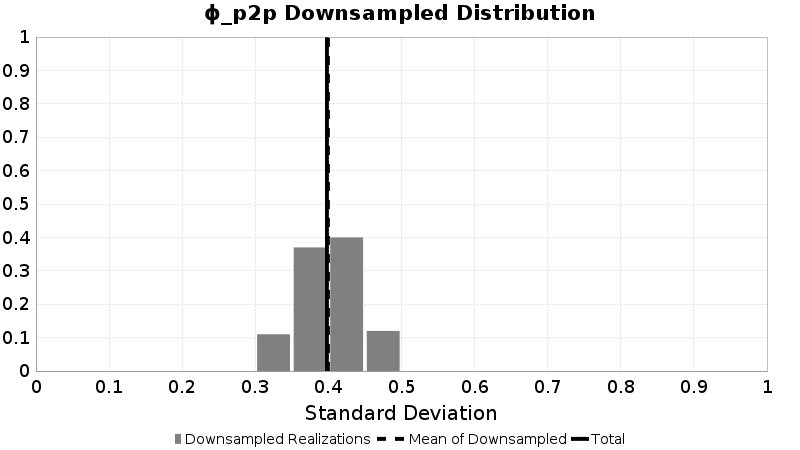 ϕ_p2p Downsampled Distribution
1
0.9
0.8
0.7
0.6
0.5
0.4
0.3
0.2
0.1
0
0 0.1 0.2 0.3 0.4 0.5 0.6 0.7 0.8 0.9 1
Standard Deviation
Downsampled Realizations Mean of Downsampled Total